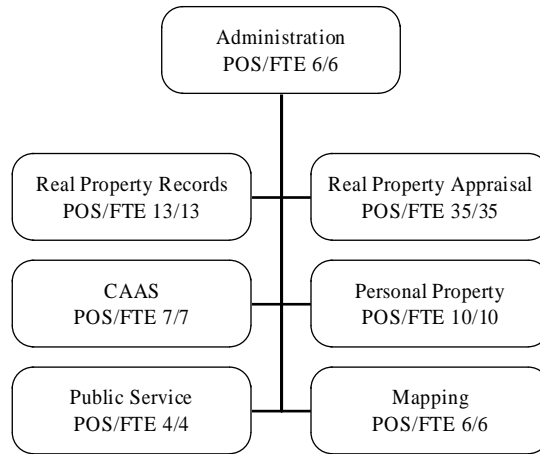 Administration
POS/FTE 6/6
Real Property Records
POS/FTE 13/13
Real Property Appraisal
POS/FTE 35/35
CAAS
POS/FTE 7/7
Personal Property
POS/FTE 10/10
Public Service
POS/FTE 4/4
Mapping
POS/FTE 6/6